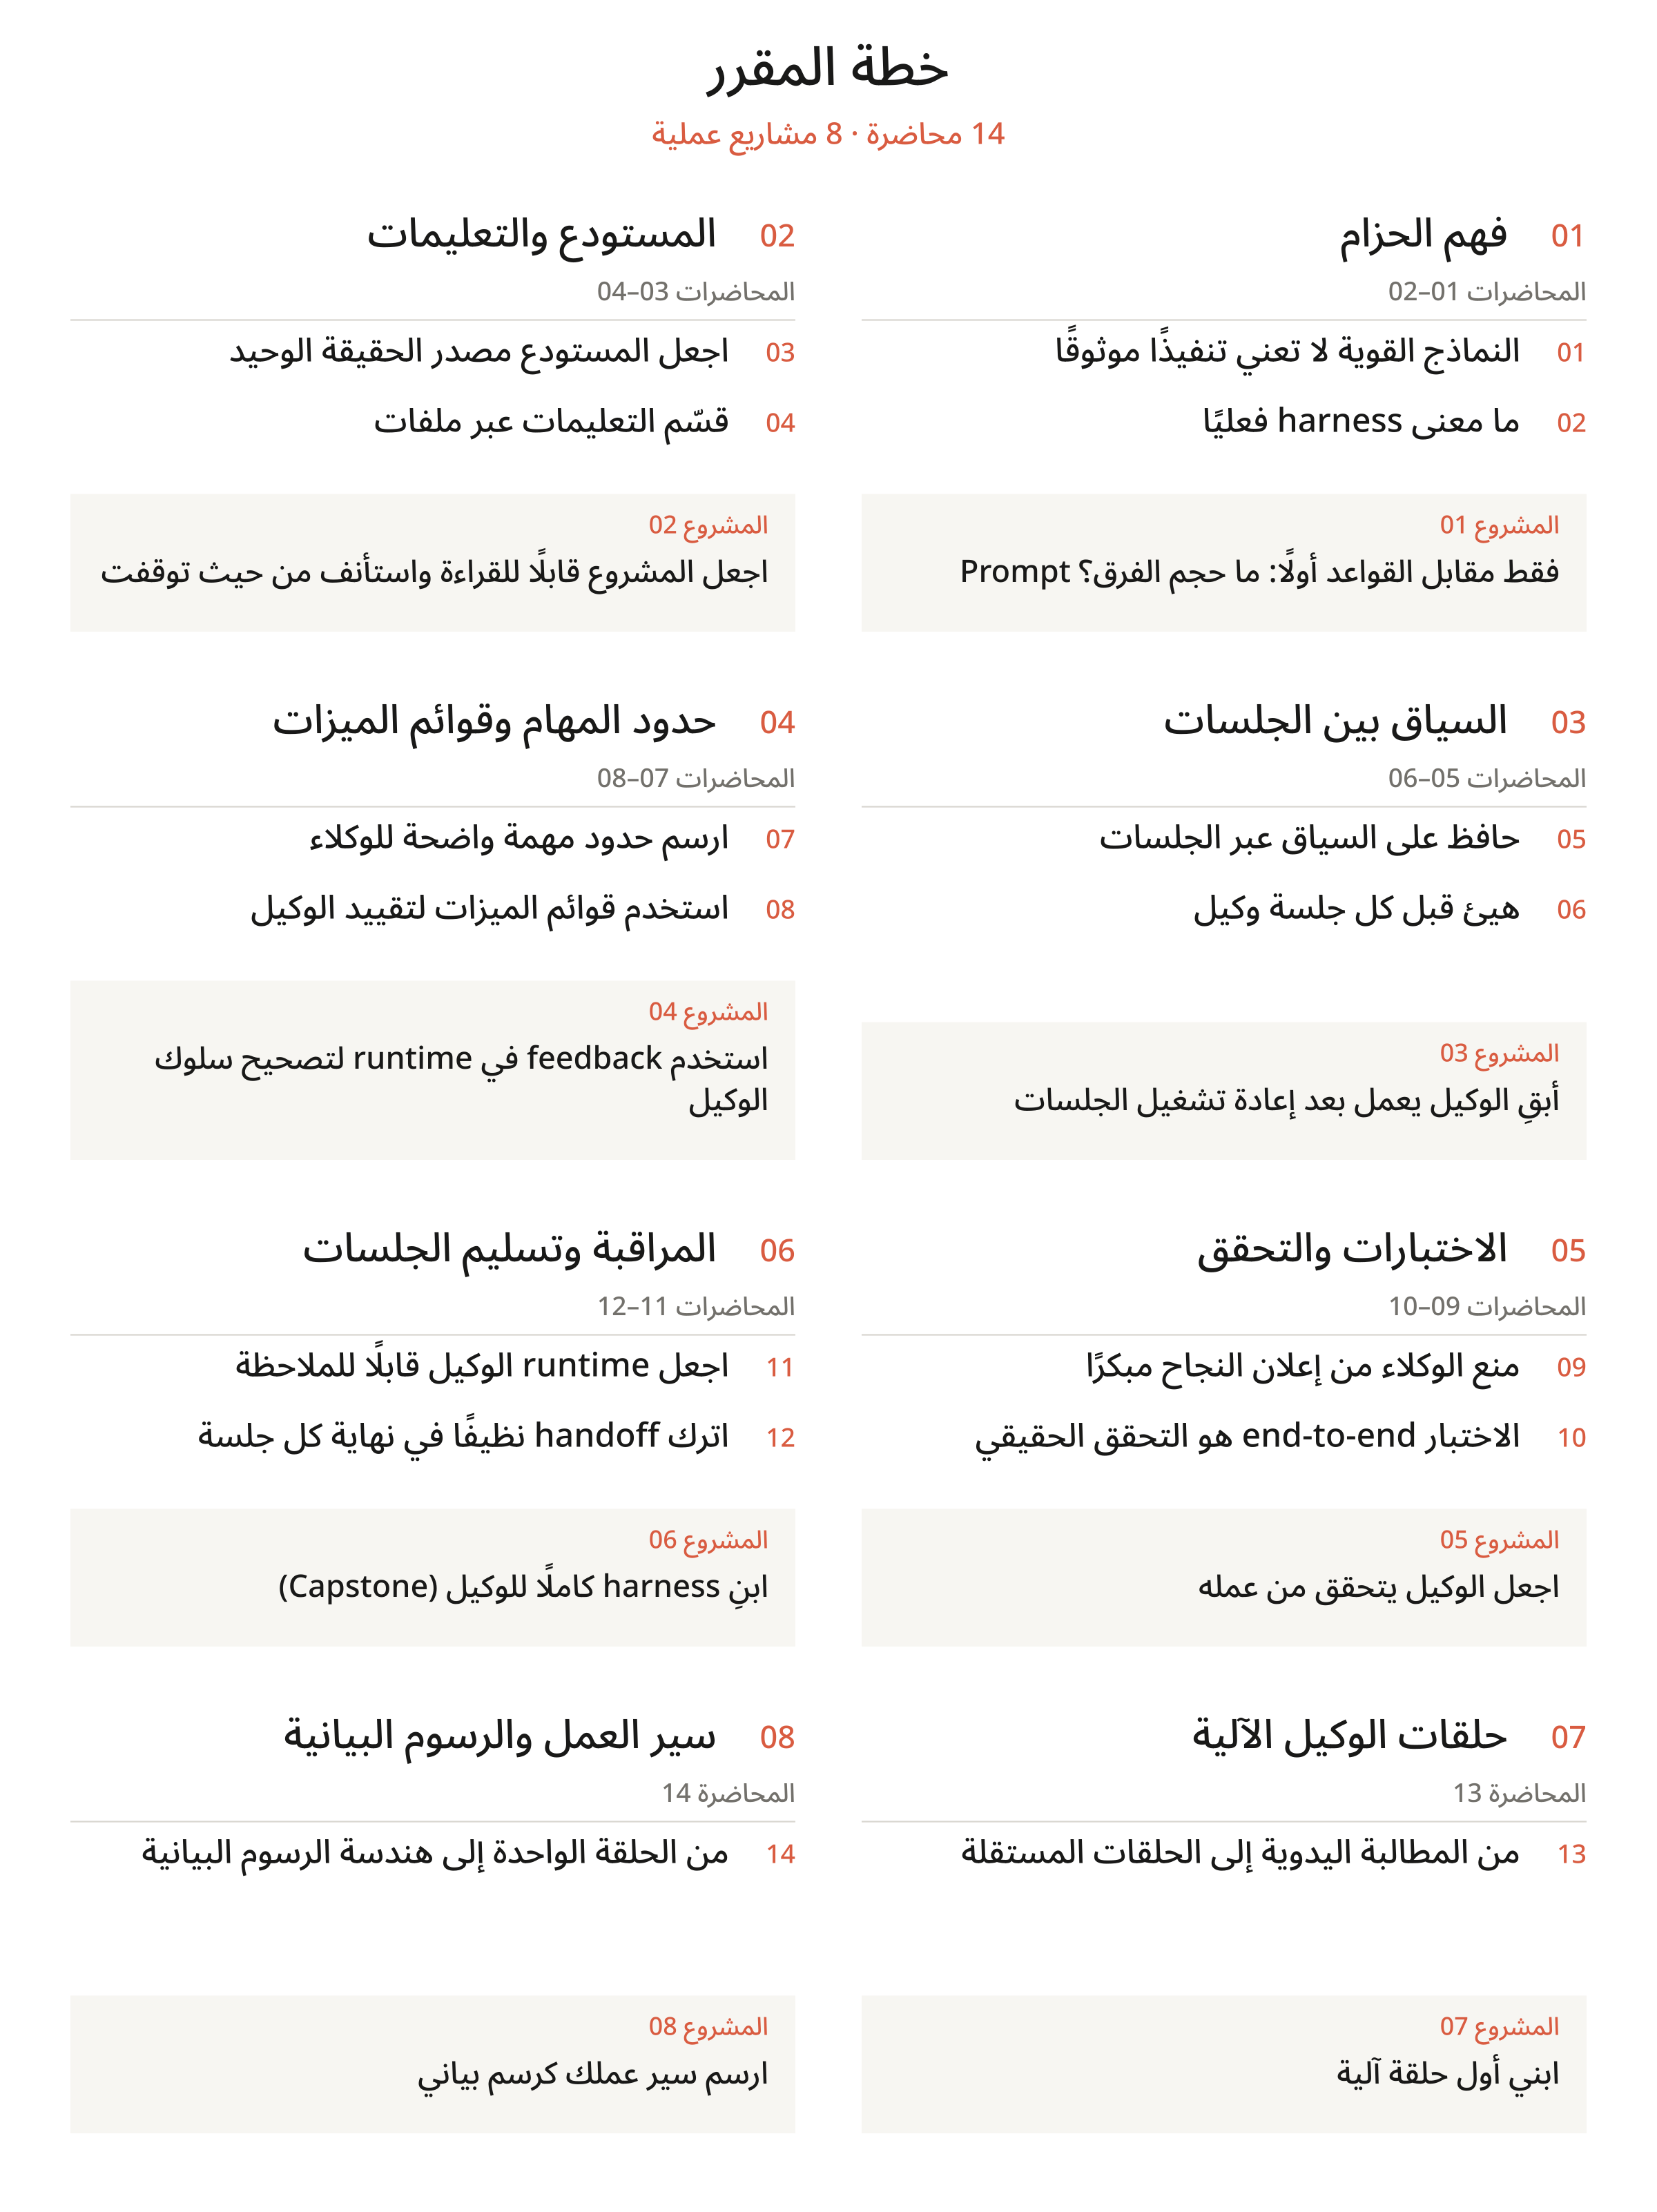 خطة المقرر
14 محاضرة · 8 مشاريع عملية
01 فهم الحزام
المحاضرات 01–02
01 النماذج القوية لا تعني تنفيذًا موثوقًا
02 ما معنى harness فعليًا
المشروع 01
فقط مقابل القواعد أولًا: ما حجم الفرق؟ Prompt
02 المستودع والتعليمات
المحاضرات 03–04
03 اجعل المستودع مصدر الحقيقة الوحيد
04 قسّم التعليمات عبر ملفات
المشروع 02
اجعل المشروع قابلًا للقراءة واستأنف من حيث توقفت
03 السياق بين الجلسات
المحاضرات 05–06
05 حافظ على السياق عبر الجلسات
06 هيئ قبل كل جلسة وكيل
المشروع 03
أبقِ الوكيل يعمل بعد إعادة تشغيل الجلسات
04 حدود المهام وقوائم الميزات
المحاضرات 07–08
07 ارسم حدود مهمة واضحة للوكلاء
08 استخدم قوائم الميزات لتقييد الوكيل
المشروع 04
استخدم feedback في runtime لتصحيح سلوك
الوكيل
05 الاختبارات والتحقق
المحاضرات 09–10
09 منع الوكلاء من إعلان النجاح مبكرًا
10 الاختبار end-to-end هو التحقق الحقيقي
المشروع 05
اجعل الوكيل يتحقق من عمله
06 المراقبة وتسليم الجلسات
المحاضرات 11–12
11 اجعل runtime الوكيل قابلًا للملاحظة
12 اترك handoff نظيفًا في نهاية كل جلسة
المشروع 06
ابنِ harness كاملًا للوكيل (Capstone)
07 حلقات الوكيل الآلية
المحاضرة 13
13 من المطالبة اليدوية إلى الحلقات المستقلة
المشروع 07
ابني أول حلقة آلية
08 سير العمل والرسوم البيانية
المحاضرة 14
14 من الحلقة الواحدة إلى هندسة الرسوم البيانية
المشروع 08
ارسم سير عملك كرسم بياني